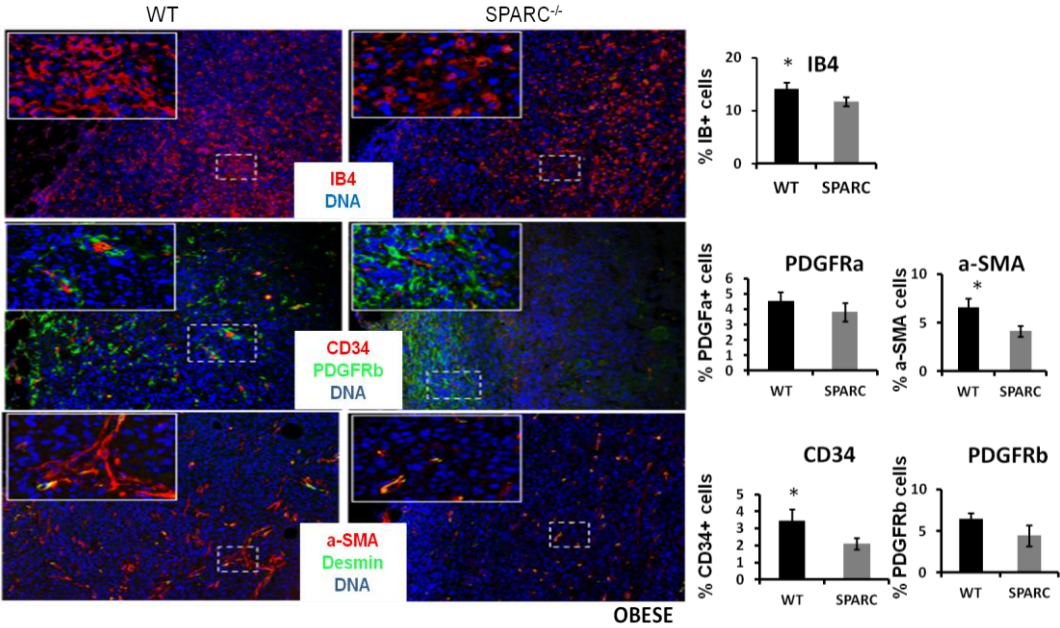 WT
SPARC-/-
IB4
DNA
CD34
PDGFRb
DNA
a-SMA
Desmin
DNA
OBESE
IB4
*
% IB+ cells
20
10
0
WT SPARC
PDGFRa
% PDGFa+ cells
6
5
4
3
2
1
0
WT SPARC
a-SMA
*
% a-SMA cells
10
5
0
WT SPARC
CD34
*
% CD34+ cells
5
4
3
2
1
0
WT SPARC
PDGFRb
% PDGFRb cells
10
5
0
WT SPARC